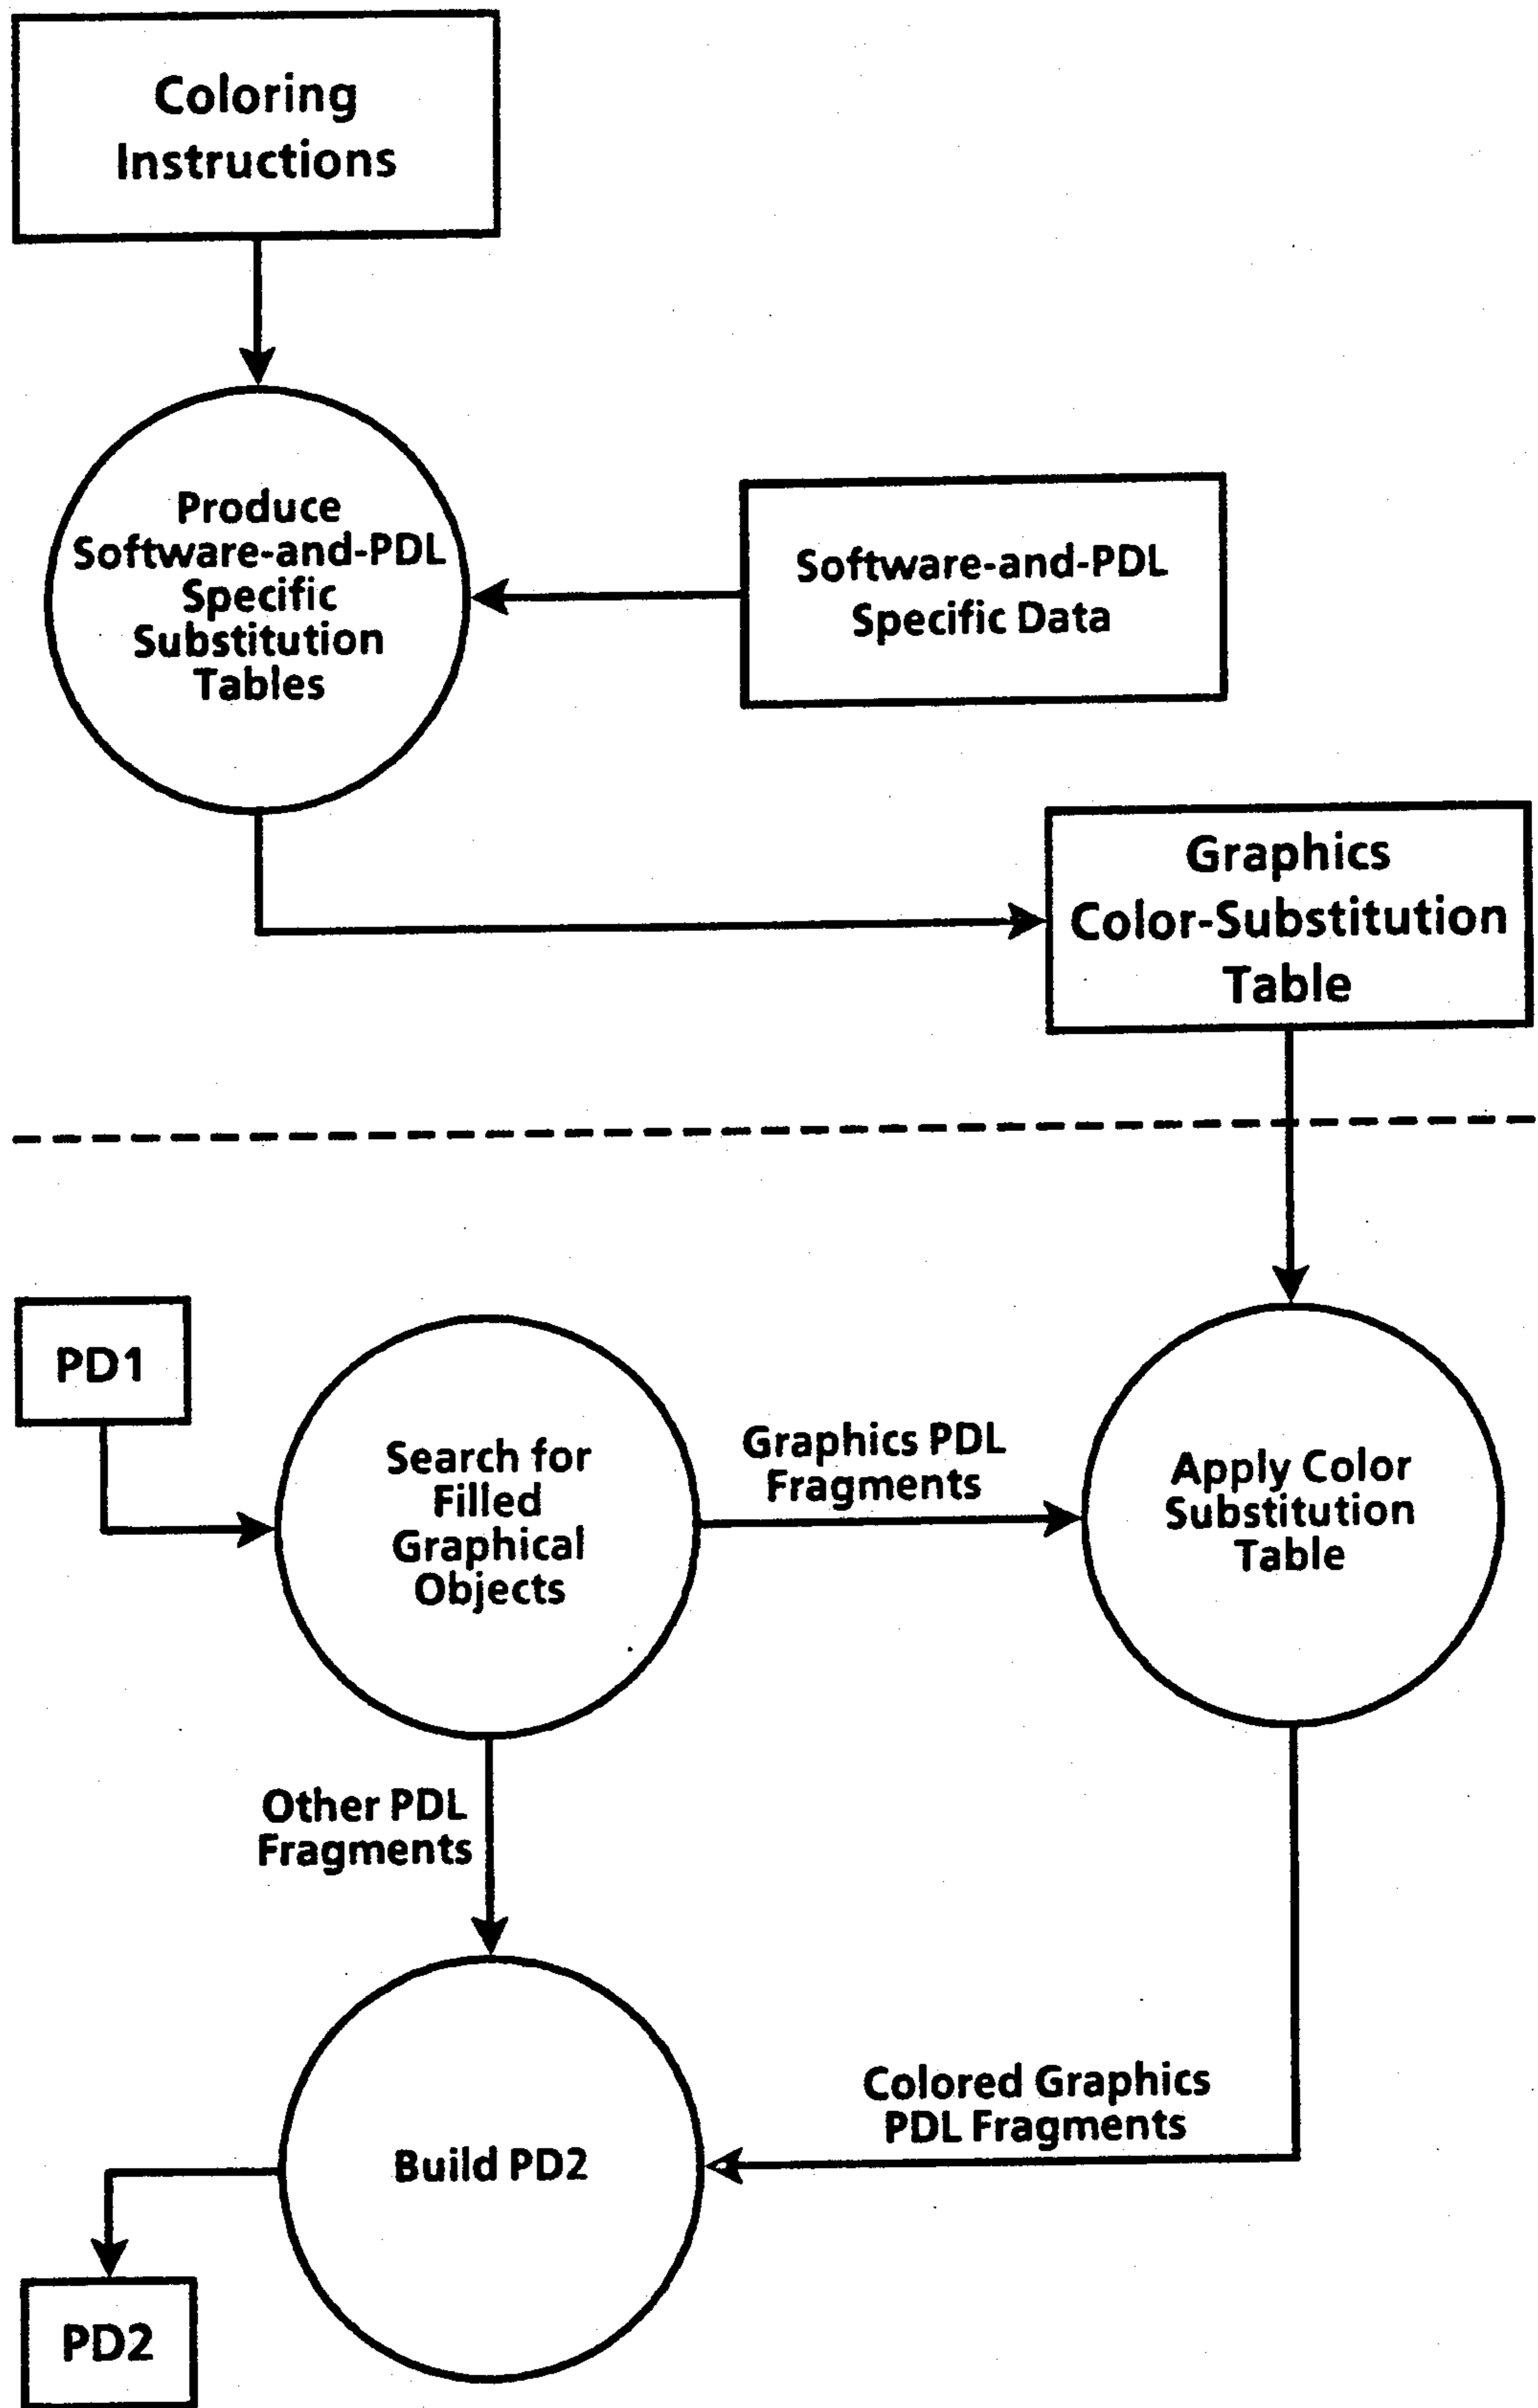 Coloring
Instructions
Produce
Software-and-PDL
Specific
Substitution
Tables
Software-and-PDL
Specific Data
Graphics
Color-Substitution
Table
PD1
Search for
Filled
Graphical
Objects
Graphics PDL
Fragments
Apply Color
Substitution
Table
Other PDL
Fragments
Colored Graphics
PDL Fragments
Build PD2
PD2